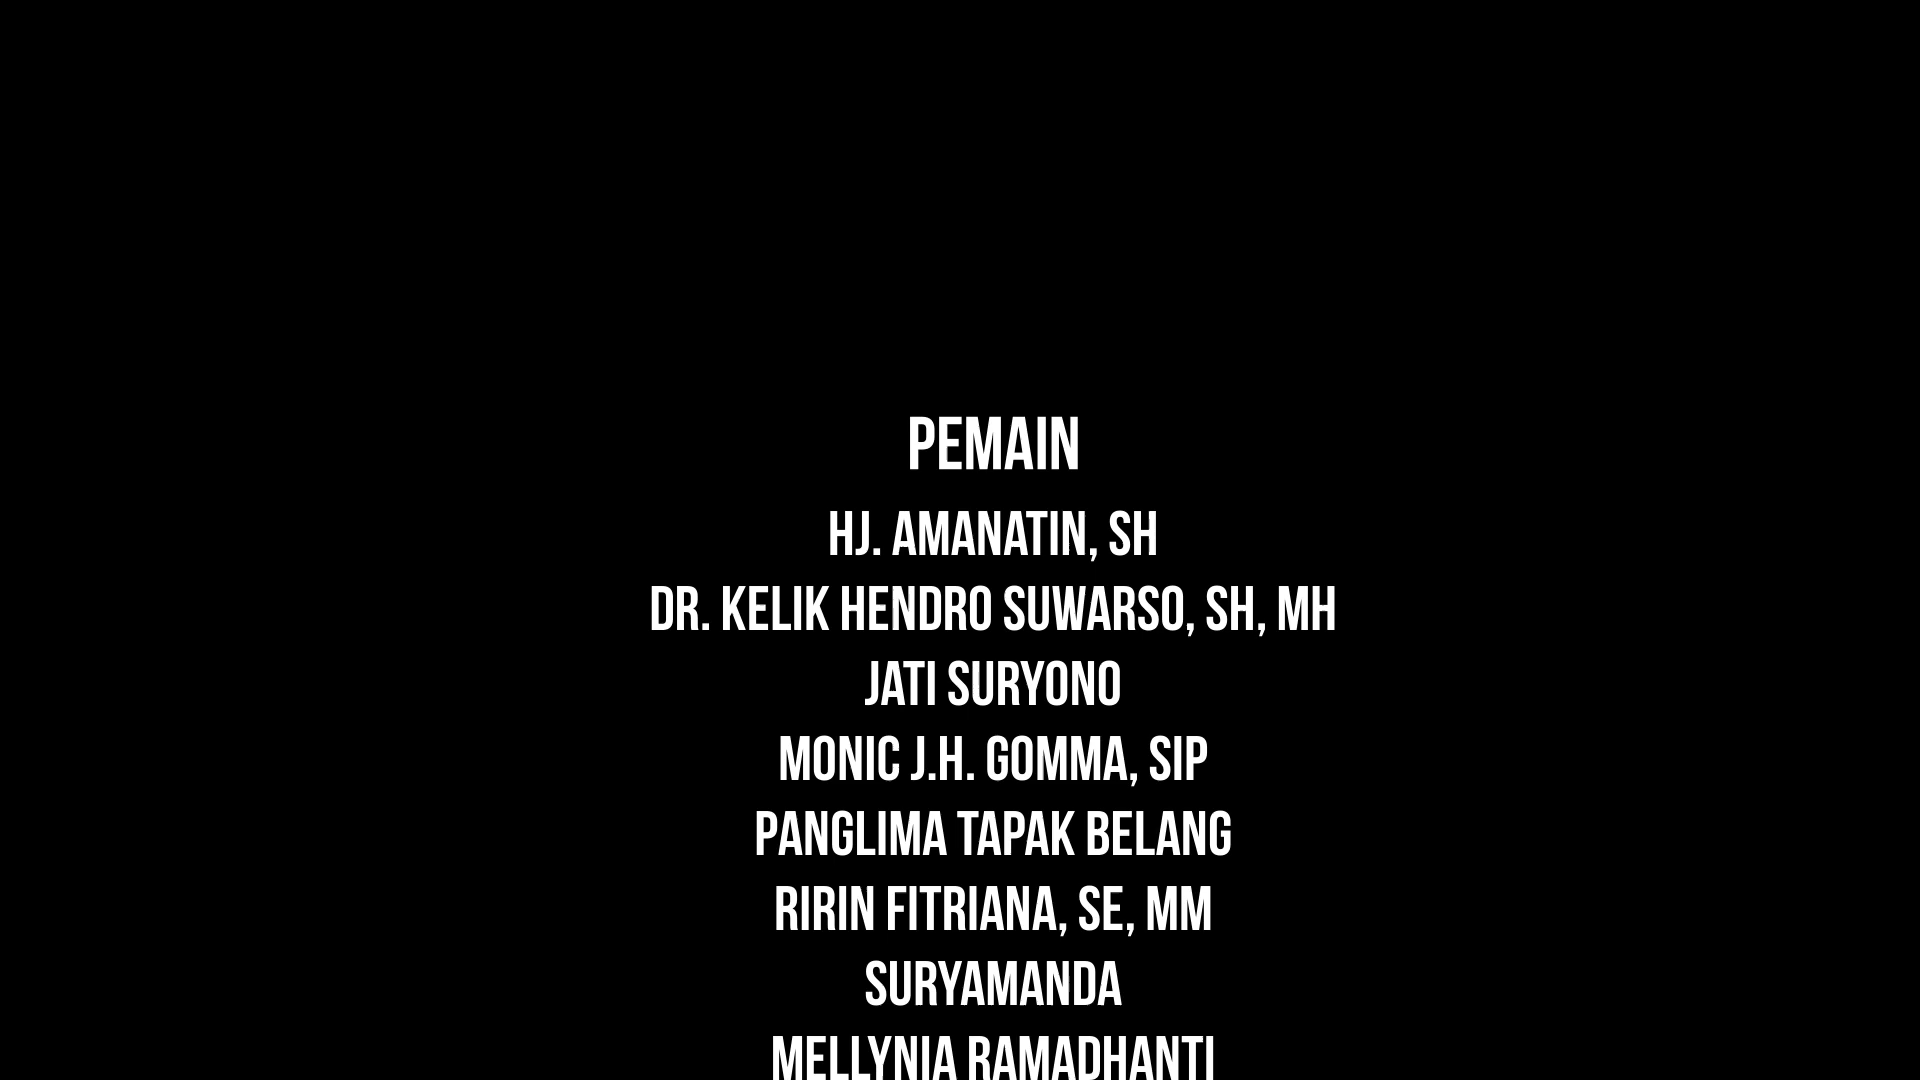 PEMAIN
HJ. AMANATIN, SH
DR. KELIK HENDRO SUWARSO, SH, MH
JATI SURYONO
MONIC J.H. GOMMA, SIP
PANGLIMA TAPAK BELANG
RIRIN FITRIANA, SE, MM
SURYAMANDA
MELLYNIA RAMADHANTI